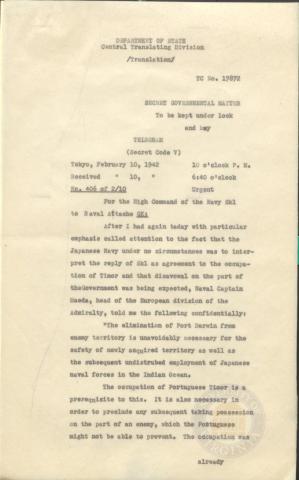 DEPARTMENT OF STATE
Central Translating Division
/Translation/
TC No. 19872
SECRET GOVERNMENTAL MATTER
To be kept under lock
and key
TELEGRAM
(Secret Code V)
Tokyo, February 10, 1942 10 o'clock P. M.
Received " 10, " 6:40 o'clock
No. 406 of 2/10 Urgent
For the High Command of the Navy Skl
to Naval Attache GKs
After I had again today with particular
emphasis called attention to the fact that the
Japanese Navy under no circumstances was to inter-
pret the reply of Skl as agreement to the occupa-
tion of Timor and that disavowal on the part of
theGovernment was being expected, Naval Captain
Maeda, head of the European division of the
Admiralty, told me the following confidentially:
"The elimination of Port Darwin from
enemy territory is unavoidably necessary for the
safety of newly acquired territory as well as
the subsequent undistrubed employment of Japanese
naval forces in the Indian Ocean.
The occupation of Portuguese Timor is a
prerequisite to this. It is also necessary in
order to preclude any subsequent taking possession
on the part of an enemy, which the Portuguese
might not be able to prevent. The occupation was
already